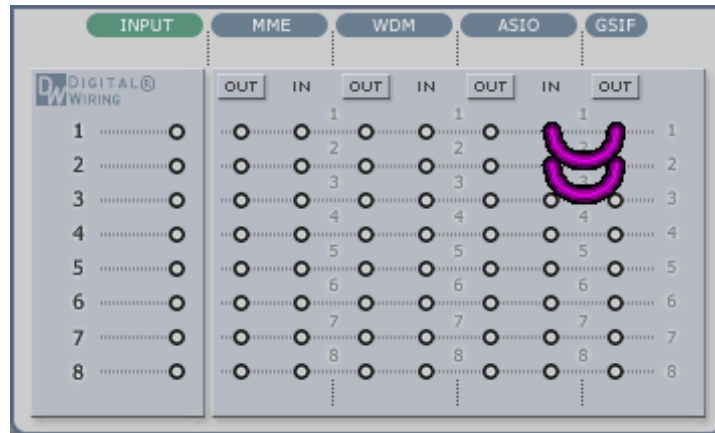 INPUT MME WDM ASIO GSIF
DIGITAL®
WIRING
DW
OUT IN OUT IN OUT IN OUT
1 1 1 1 1
2 2 2 2 2
3 3 3 3 3
4 4 4 4 4
5 5 5 5 5
6 6 6 6 6
7 7 7 7 7
8 8 8 8 8